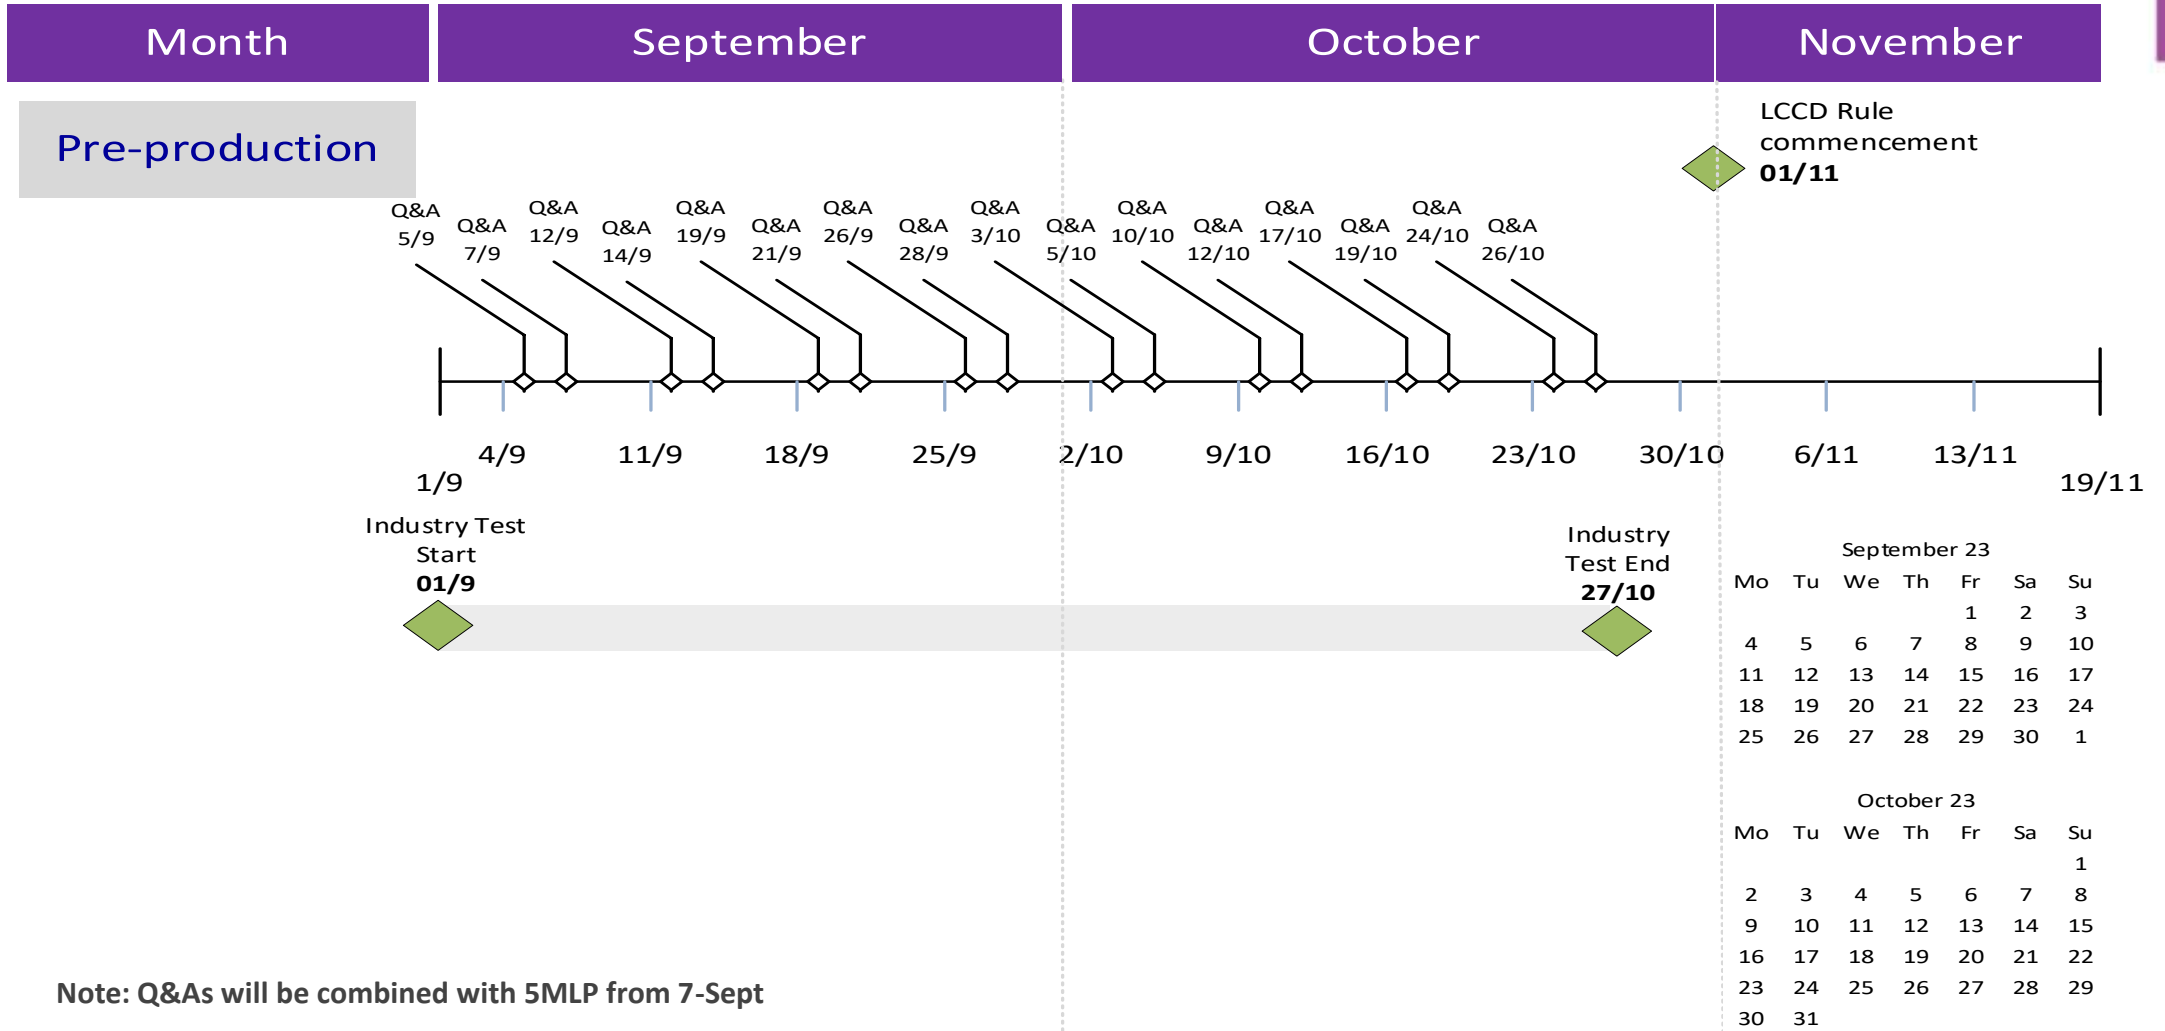 Month
September
October
November
Pre-production
LCCD Rule
commencement
01/11
Q&A
5/9
Q&A
7/9
Q&A
12/9
Q&A
14/9
Q&A
19/9
Q&A
21/9
Q&A
26/9
Q&A
28/9
Q&A
3/10
Q&A
5/10
Q&A
10/10
Q&A
12/10
Q&A
17/10
Q&A
19/10
Q&A
24/10
Q&A
26/10
1/9
4/9
11/9
18/9
25/9
2/10
9/10
16/10
23/10
30/10
6/11
13/11
19/11
Industry Test
Start
01/9
Industry
Test End
27/10
September 23
Mo Tu We Th Fr Sa Su
1 2 3
4 5 6 7 8 9 10
11 12 13 14 15 16 17
18 19 20 21 22 23 24
25 26 27 28 29 30 1
October 23
Mo Tu We Th Fr Sa Su
1
2 3 4 5 6 7 8
9 10 11 12 13 14 15
16 17 18 19 20 21 22
23 24 25 26 27 28 29
30 31
Note: Q&As will be combined with 5MLP from 7-Sept